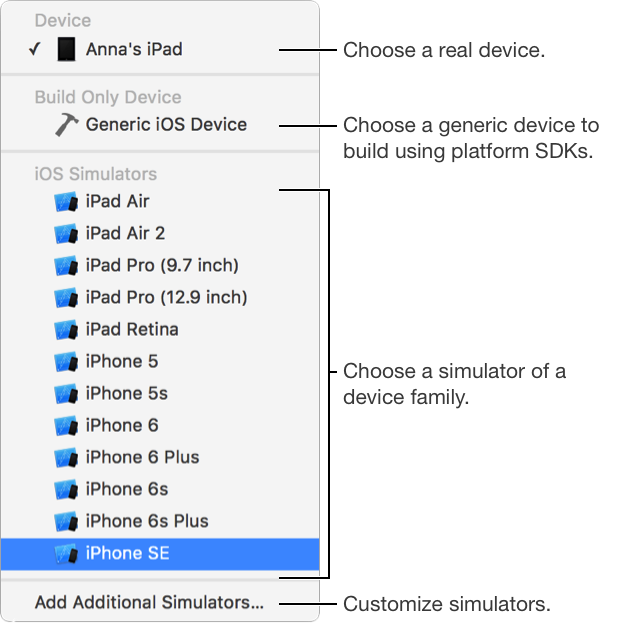 Device
Anna's iPad
Choose a real device.
Build Only Device
Generic iOS Device
Choose a generic device to
build using platform SDKs.
iOS Simulators
iPad Air
iPad Air 2
iPad Pro (9.7 inch)
iPad Pro (12.9 inch)
iPad Retina
iPhone 5
iPhone 5s
iPhone 6
iPhone 6 Plus
iPhone 6s
iPhone 6s Plus
iPhone SE
Choose a simulator of a
device family.
Add Additional Simulators...
Customize simulators.